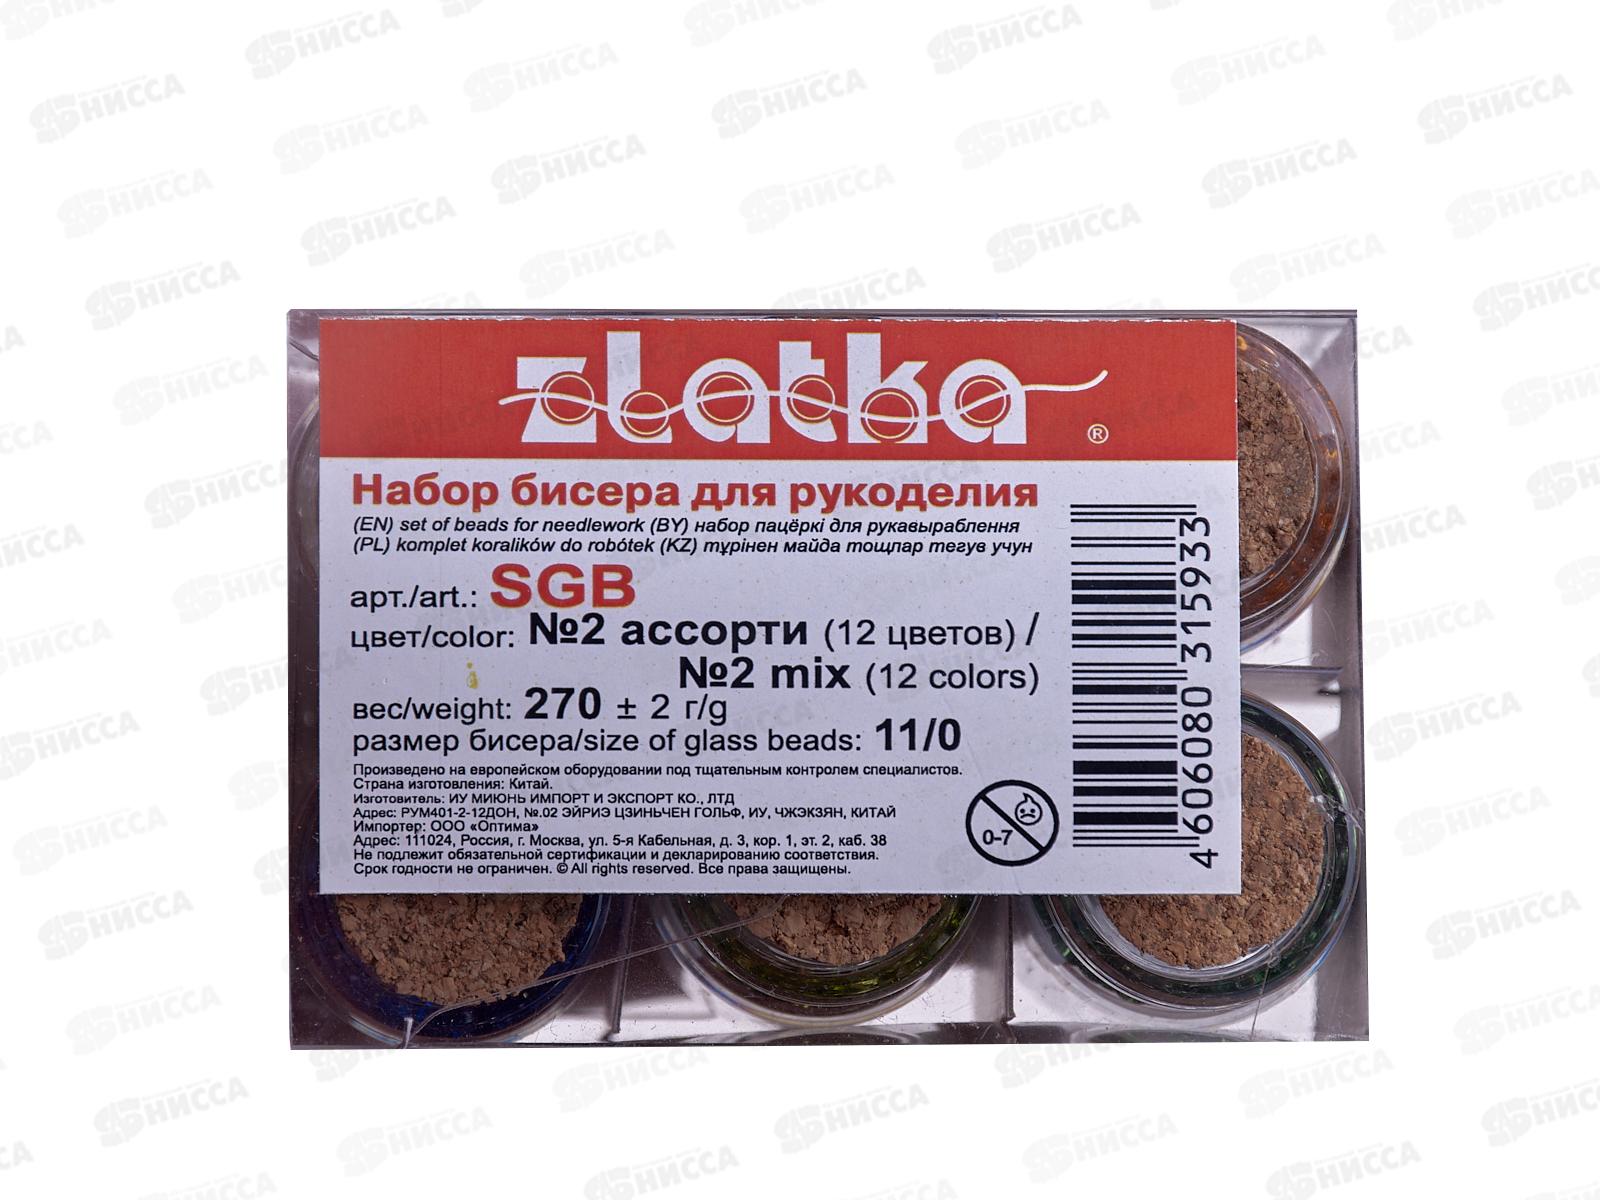 zlatka ®
Набор бисера для рукоделия
(EN) set of beads for needlework (BY) набор пацёркі для рукавыраблення
(PL) komplet koralików do robótek (KZ) тұрінен майда тощлар тегув учун
арт./art.: SGB
цвет/color: №2 ассорти (12 цветов) /
№2 mix (12 colors)
вес/weight: 270 ± 2 г/g
размер бисера/size of glass beads: 11/0
Произведено на европейском оборудовании под тщательным контролем специалистов.
Страна изготовления: Китай.
Изготовитель: ИУ МИЮНЬ ИМПОРТ И ЭКСПОРТ КО., ЛТД
Адрес: РУМ401-2-12ДОН, №.02 ЭЙРИЭ ЦЗИНЬЧЕН ГОЛЬФ, ИУ, ЧЖЭКЗЯН, КИТАЙ
Импортер: ООО «Оптима»
Адрес: 111024, Россия, г. Москва, ул. 5-я Кабельная, д. 3, кор. 1, эт. 2, каб. 38
Не подлежит обязательной сертификации и декларированию соответствия.
Срок годности не ограничен. © All rights reserved. Все права защищены.
0-7
4 606080 315933
НИССА